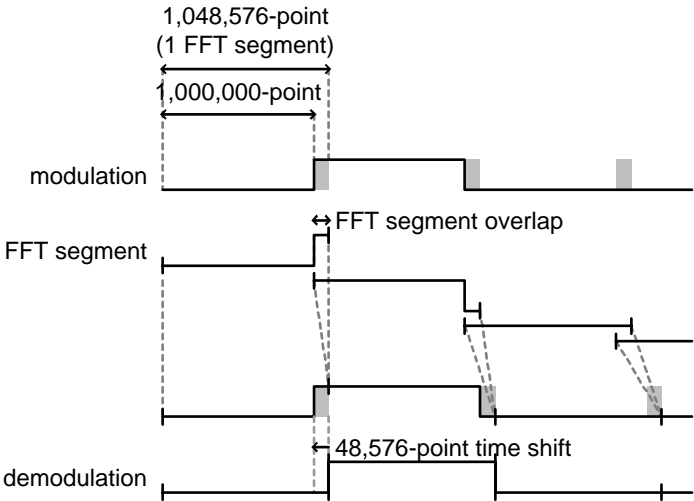 1,048,576-point
(1 FFT segment)
1,000,000-point
modulation
FFT segment overlap
FFT segment
48,576-point time shift
demodulation